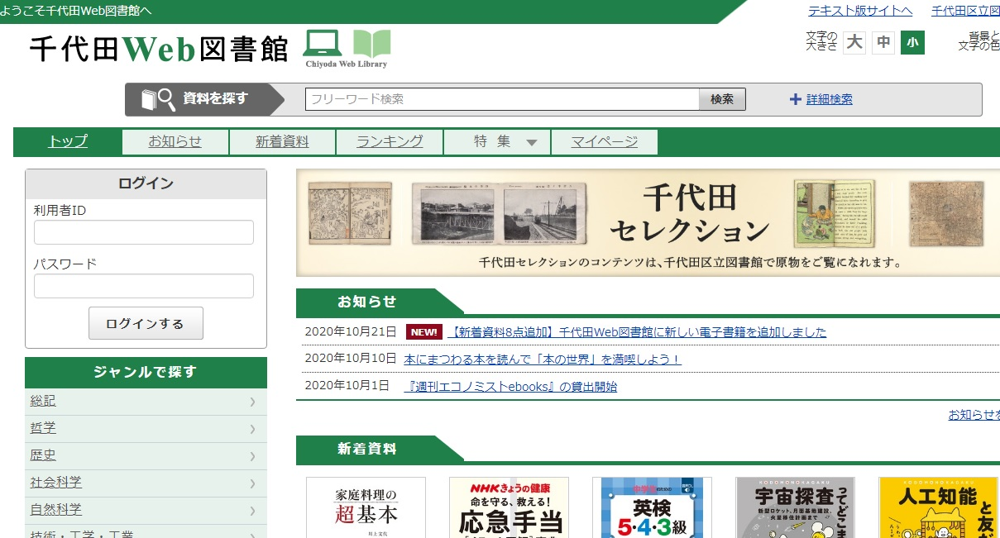 ようこそ千代田Web図書館へ
テキスト版サイトへ 千代田区立図
文字の大きさ 大 中 小 背景と文字の色
千代田Web図書館
Chiyoda Web Library
資料を探す フリーワード検索 検索 + 詳細検索
トップ お知らせ 新着資料 ランキング 特 集 マイページ
ログイン
利用者ID
パスワード
ログインする
ジャンルで探す
総記
哲学
歴史
社会科学
自然科学
技術・工学・工業
千代田
セレクション
千代田セレクションのコンテンツは、千代田区立図書館で原物をご覧になれます。
お知らせ
2020年10月21日 NEW! 【新着資料8点追加】千代田Web図書館に新しい電子書籍を追加しました
2020年10月10日 本にまつわる本を読んで「本の世界」を満喫しよう！
2020年10月1日 『週刊エコノミストebooks』の貸出開始
お知らせを
新着資料
家庭料理の
超基本
川上文代
NHKきょうの健康
命を守る、救える!
応急手当
中学生のための
英検
5・4・3級
KODOMONOKAGAKU
宇宙探査ってどこま
新型ロケット、月面基地建設、
火星移住計画まで
KODOMONOKAGAKU
人工知能と友だ